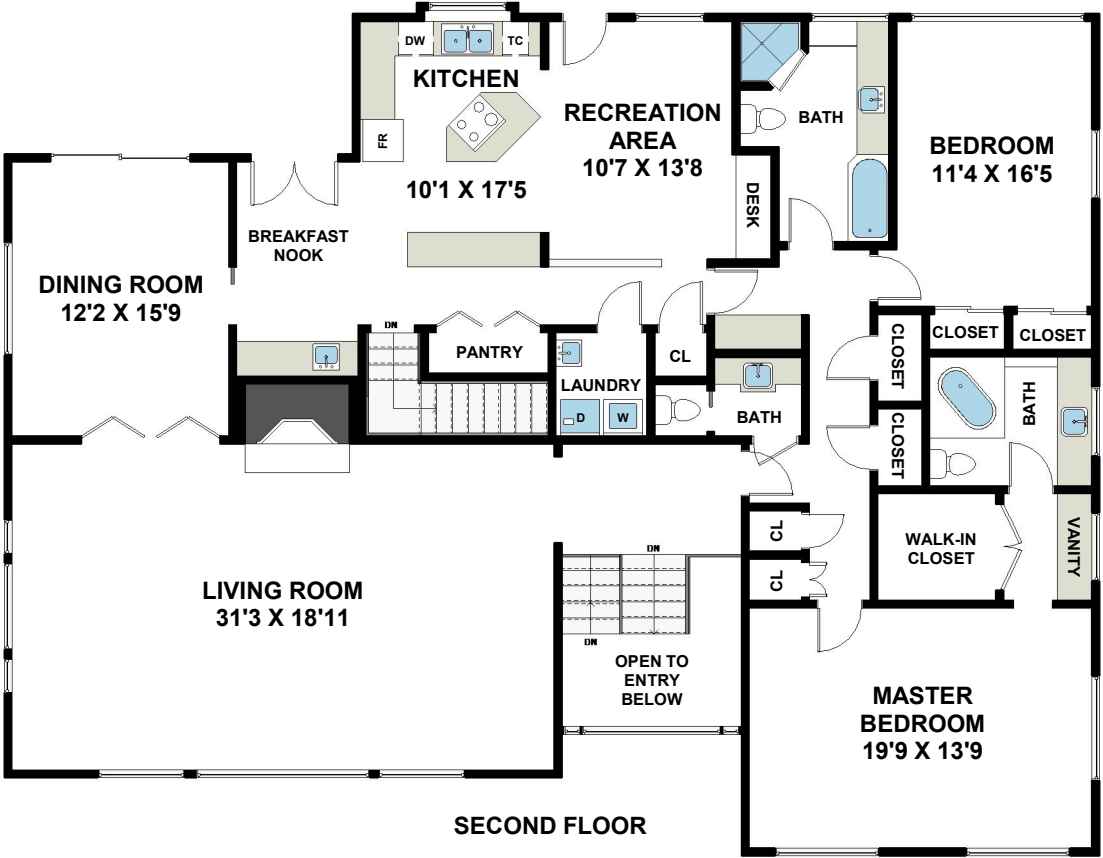 DW
TC
KITCHEN
FR
10'1 X 17'5
RECREATION
AREA
10'7 X 13'8
DESK
BATH
BEDROOM
11'4 X 16'5
BREAKFAST
NOOK
DINING ROOM
12'2 X 15'9
DN
PANTRY
LAUNDRY
D
W
CL
BATH
CLOSET
CLOSET
CLOSET
CLOSET
BATH
CL
CL
WALK-IN
CLOSET
VANITY
LIVING ROOM
31'3 X 18'11
DN
DN
OPEN TO
ENTRY
BELOW
MASTER
BEDROOM
19'9 X 13'9
SECOND FLOOR